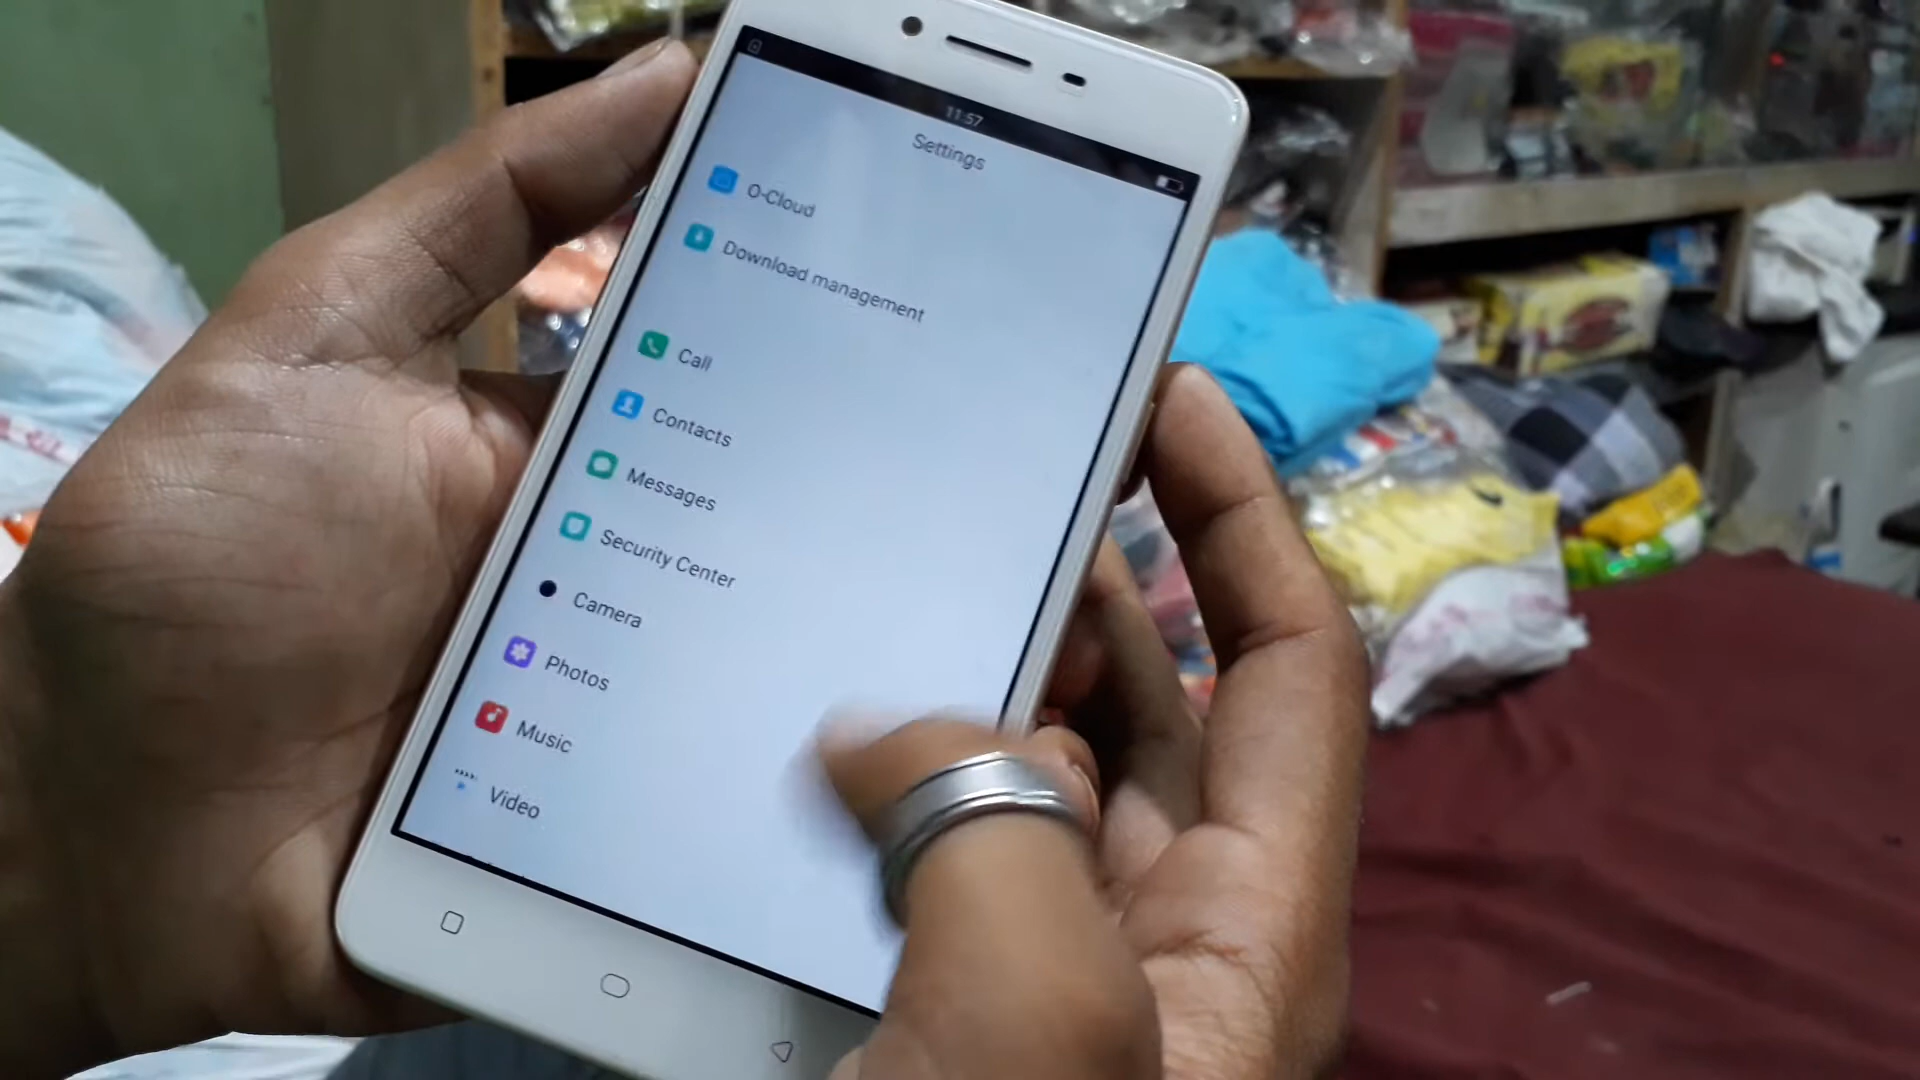 11:57
Settings
O-Cloud
Download management
Call
Contacts
Messages
Security Center
Camera
Photos
Music
Video